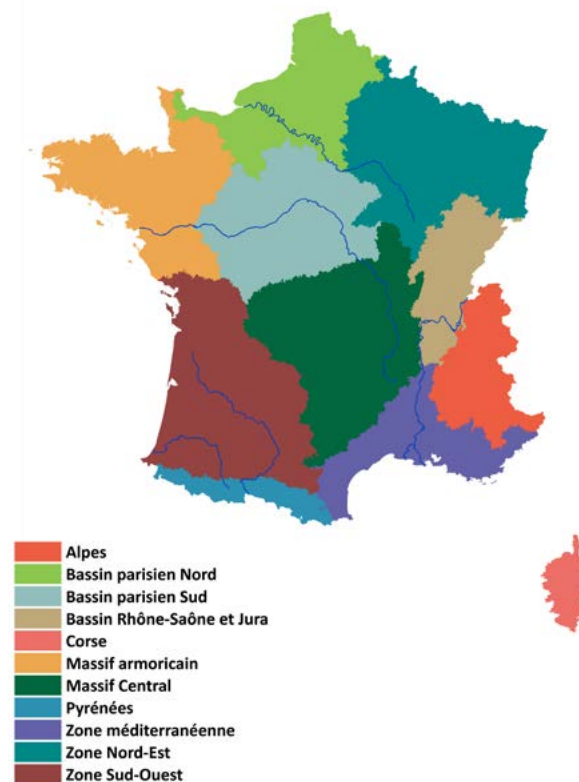 Alpes
Bassin parisien Nord
Bassin parisien Sud
Bassin Rhône-Saône et Jura
Corse
Massif armoricain
Massif Central
Pyrénées
Zone méditerranéenne
Zone Nord-Est
Zone Sud-Ouest